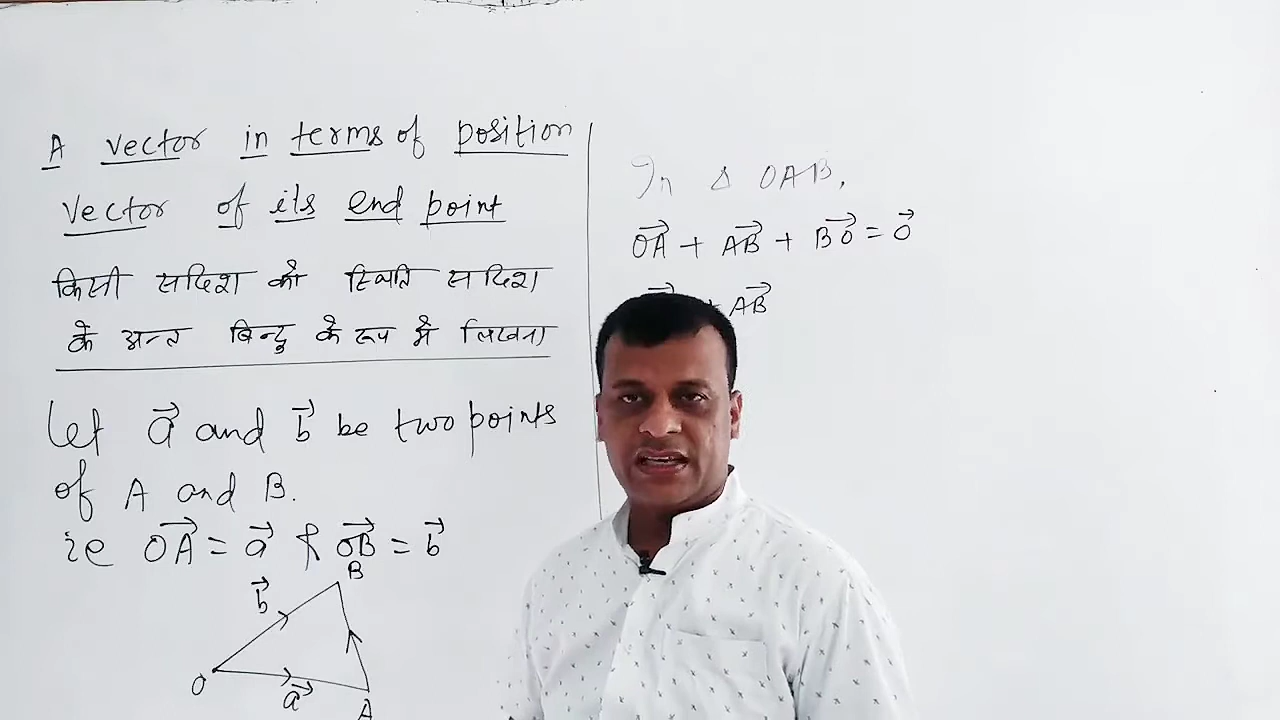 A vector in terms of position
vector of its end point
किसी सदिश को स्थिति सदिश
के अन्त बिन्दु के रूप में लिखना
Let a⃗ and b⃗ be two points
of A and B.
ie OA⃗ = a⃗ & OB⃗ = b⃗
B
b⃗
O
a⃗
A
In Δ OAB,
OA⃗ + AB⃗ + BO⃗ = 0⃗
+ AB⃗